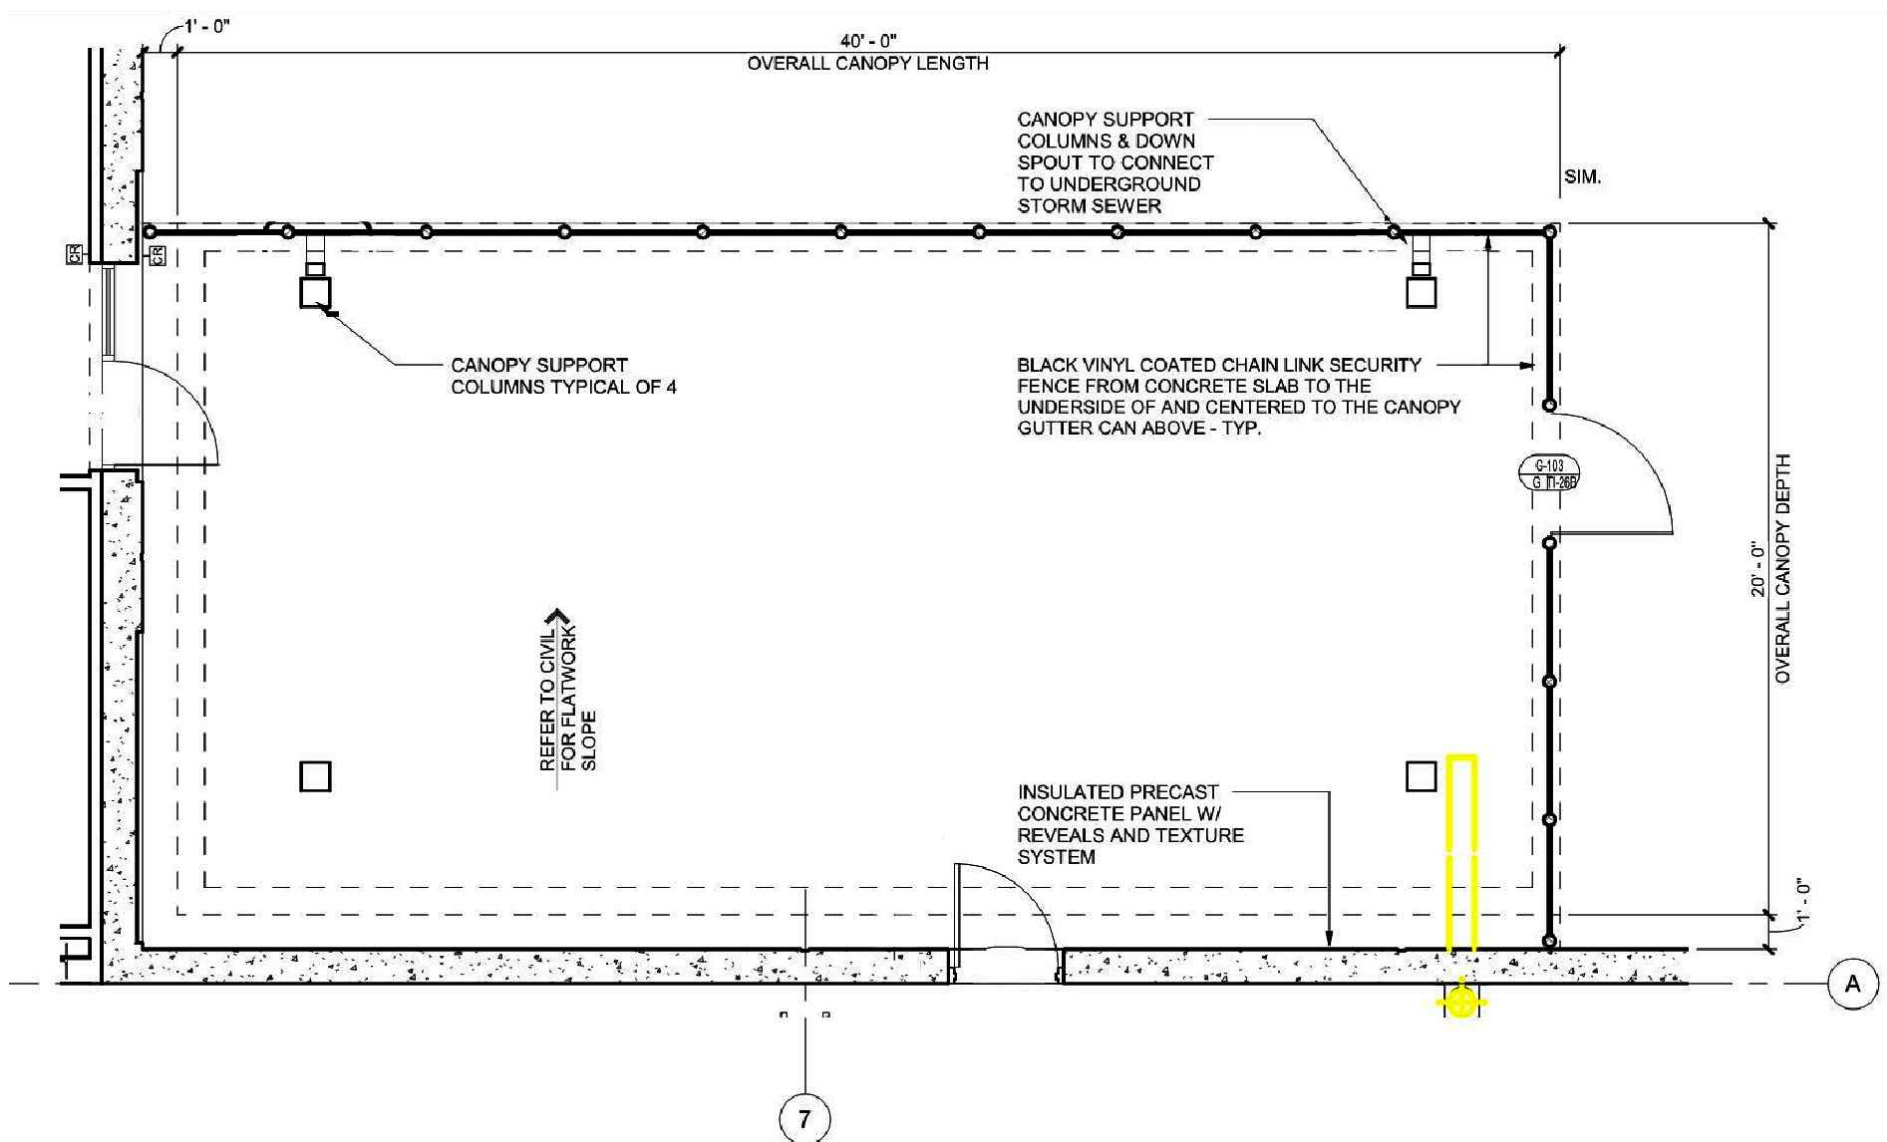 1' - 0"
40' - 0"
OVERALL CANOPY LENGTH
CANOPY SUPPORT
COLUMNS & DOWN
SPOUT TO CONNECT
TO UNDERGROUND
STORM SEWER
SIM.
CR
CR
CANOPY SUPPORT
COLUMNS TYPICAL OF 4
BLACK VINYL COATED CHAIN LINK SECURITY
FENCE FROM CONCRETE SLAB TO THE
UNDERSIDE OF AND CENTERED TO THE CANOPY
GUTTER CAN ABOVE - TYP.
G-103
G TI-26B
20' - 0"
OVERALL CANOPY DEPTH
REFER TO CIVIL
FOR FLATWORK
SLOPE
INSULATED PRECAST
CONCRETE PANEL W/
REVEALS AND TEXTURE
SYSTEM
1' - 0"
A
7